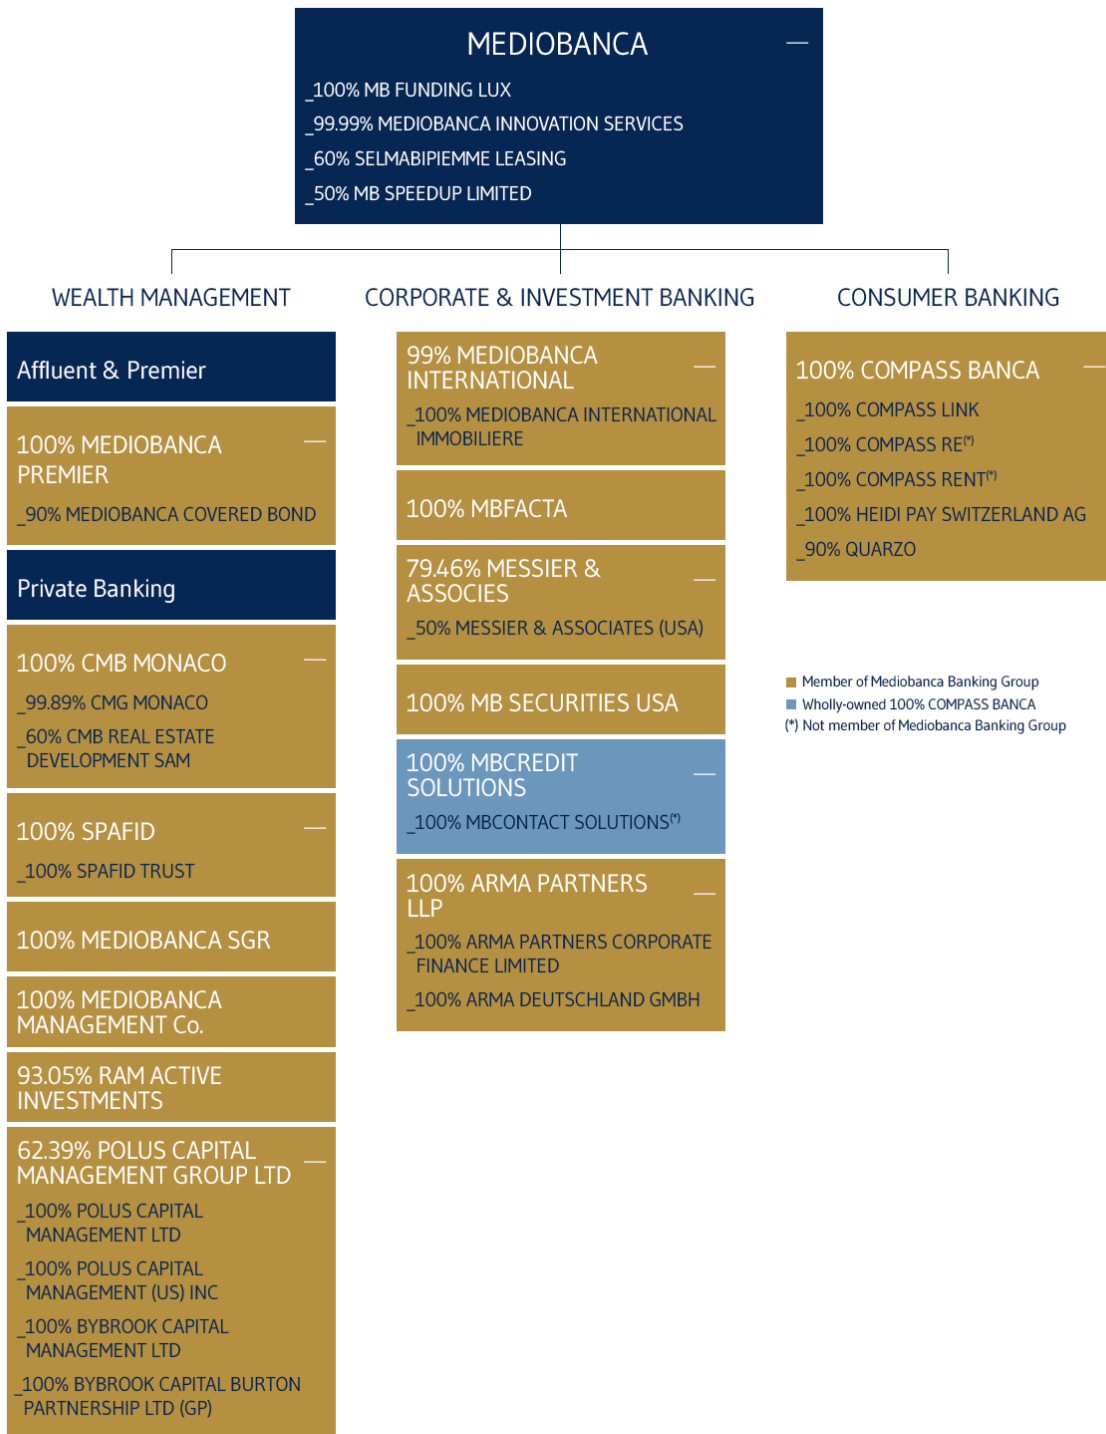 MEDIOBANCA
_100% MB FUNDING LUX
_99.99% MEDIOBANCA INNOVATION SERVICES
_60% SELMABIPIEMME LEASING
_50% MB SPEEDUP LIMITED
WEALTH MANAGEMENT
Affluent & Premier
100% MEDIOBANCA
PREMIER
_90% MEDIOBANCA COVERED BOND
Private Banking
100% CMB MONACO
_99.89% CMG MONACO
_60% CMB REAL ESTATE
DEVELOPMENT SAM
100% SPAFID
_100% SPAFID TRUST
100% MEDIOBANCA SGR
100% MEDIOBANCA
MANAGEMENT Co.
93.05% RAM ACTIVE
INVESTMENTS
62.39% POLUS CAPITAL
MANAGEMENT GROUP LTD
_100% POLUS CAPITAL
MANAGEMENT LTD
_100% POLUS CAPITAL
MANAGEMENT (US) INC
_100% BYBROOK CAPITAL
MANAGEMENT LTD
_100% BYBROOK CAPITAL BURTON
PARTNERSHIP LTD (GP)
CORPORATE & INVESTMENT BANKING
99% MEDIOBANCA
INTERNATIONAL
_100% MEDIOBANCA INTERNATIONAL
IMMOBILIERE
100% MBFACTA
79.46% MESSIER &
ASSOCIES
_50% MESSIER & ASSOCIATES (USA)
100% MB SECURITIES USA
100% MBCREDIT
SOLUTIONS
_100% MBCONTACT SOLUTIONS(*)
100% ARMA PARTNERS
LLP
_100% ARMA PARTNERS CORPORATE
FINANCE LIMITED
_100% ARMA DEUTSCHLAND GMBH
CONSUMER BANKING
100% COMPASS BANCA
_100% COMPASS LINK
_100% COMPASS RE(*)
_100% COMPASS RENT(*)
_100% HEIDI PAY SWITZERLAND AG
_90% QUARZO
Member of Mediobanca Banking Group
Wholly-owned 100% COMPASS BANCA
(*) Not member of Mediobanca Banking Group